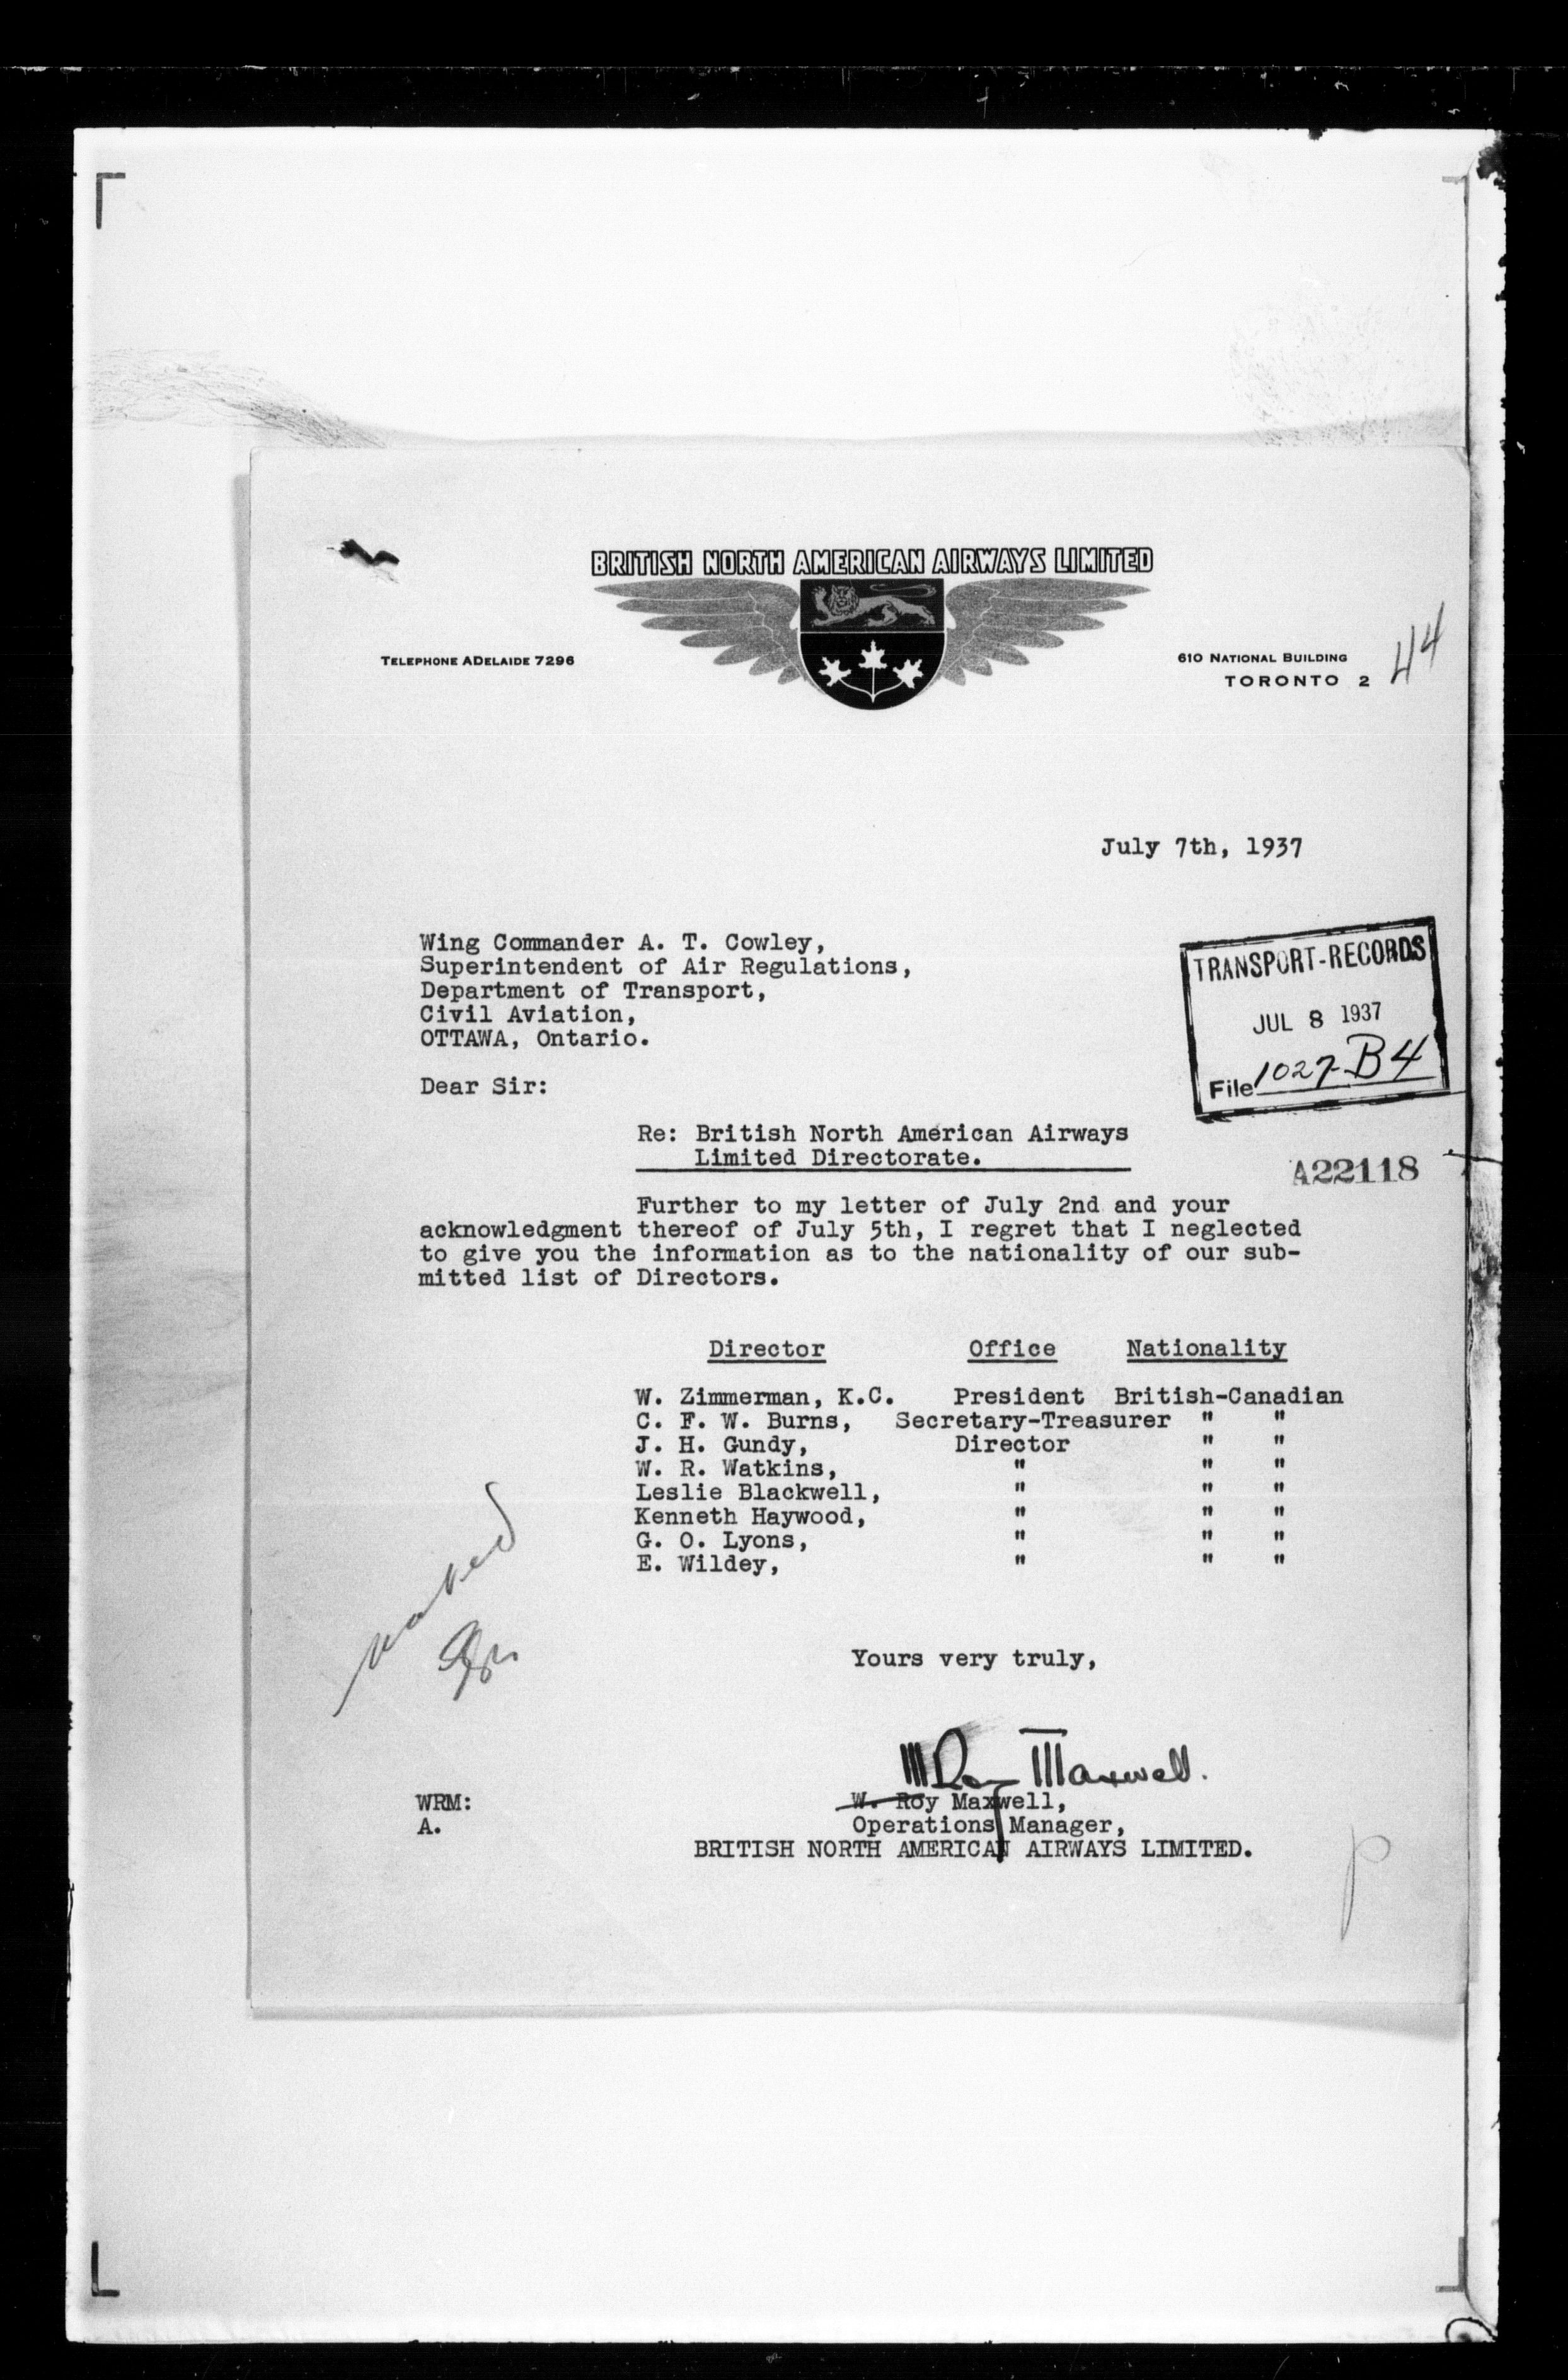 BRITISH NORTH AMERICAN AIRWAYS LIMITED
TELEPHONE ADELAIDE 7296
610 NATIONAL BUILDING
TORONTO 2
44
July 7th, 1937
Wing Commander A. T. Cowley,
Superintendent of Air Regulations,
Department of Transport,
Civil Aviation,
OTTAWA, Ontario.
TRANSPORT-RECORDS
JUL 8 1937
File 1027-B4
Dear Sir:
Re: British North American Airways
Limited Directorate.
A22118
Further to my letter of July 2nd and your
acknowledgment thereof of July 5th, I regret that I neglected
to give you the information as to the nationality of our sub-
mitted list of Directors.
Director Office Nationality
W. Zimmerman, K.C. President British-Canadian
C. F. W. Burns, Secretary-Treasurer " "
J. H. Gundy, Director " "
W. R. Watkins, " " "
Leslie Blackwell, " " "
Kenneth Haywood, " " "
G. O. Lyons, " " "
E. Wildey, " " "
noted
Yours very truly,
W Roy Maxwell.
WRM:
A.
W. Roy Maxwell,
Operations Manager,
BRITISH NORTH AMERICAN AIRWAYS LIMITED.
P